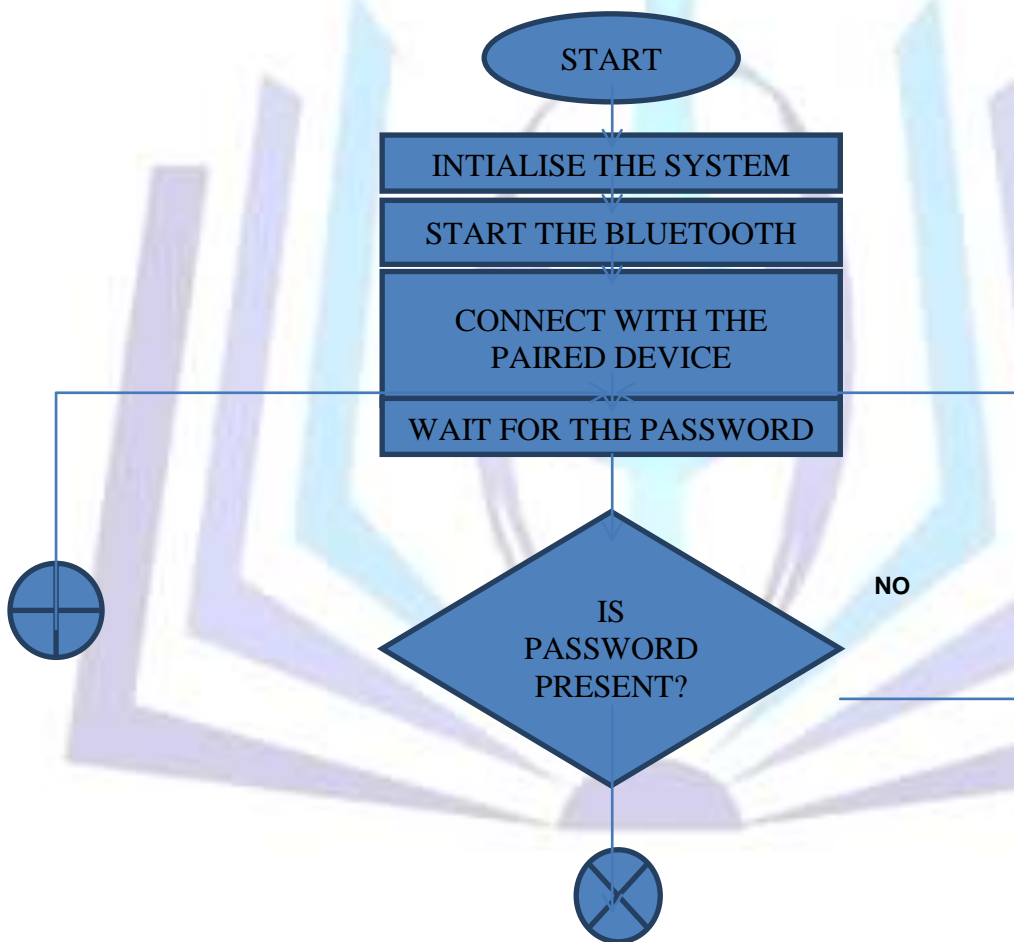 START
INTIALISE THE SYSTEM
START THE BLUETOOTH
CONNECT WITH THE
PAIRED DEVICE
WAIT FOR THE PASSWORD
NO
IS
PASSWORD
PRESENT?